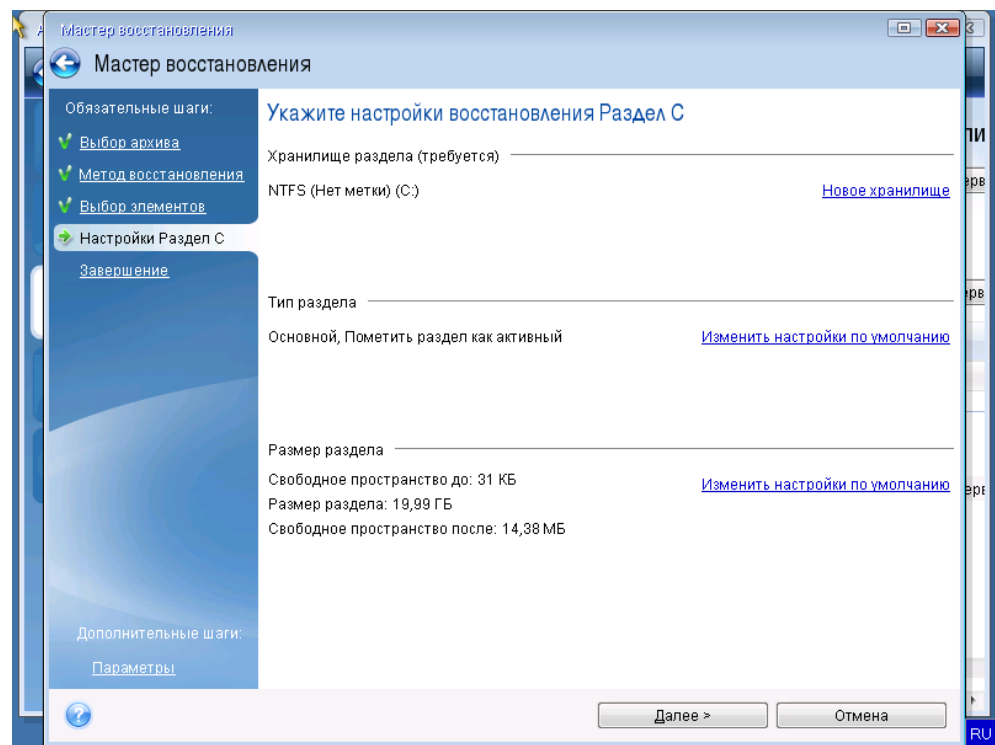 Мастер восстановления
Мастер восстановления
Обязательные шаги:
Выбор архива
Метод восстановления
Выбор элементов
Настройки Раздел C
Завершение
Дополнительные шаги:
Параметры
Укажите настройки восстановления Раздел C
Хранилище раздела (требуется)
NTFS (Нет метки) (C:) Новое хранилище
Тип раздела
Основной, Пометить раздел как активный Изменить настройки по умолчанию
Размер раздела
Свободное пространство до: 31 КБ Изменить настройки по умолчанию
Размер раздела: 19,99 ГБ
Свободное пространство после: 14,38 МБ
Далее > Отмена
RU